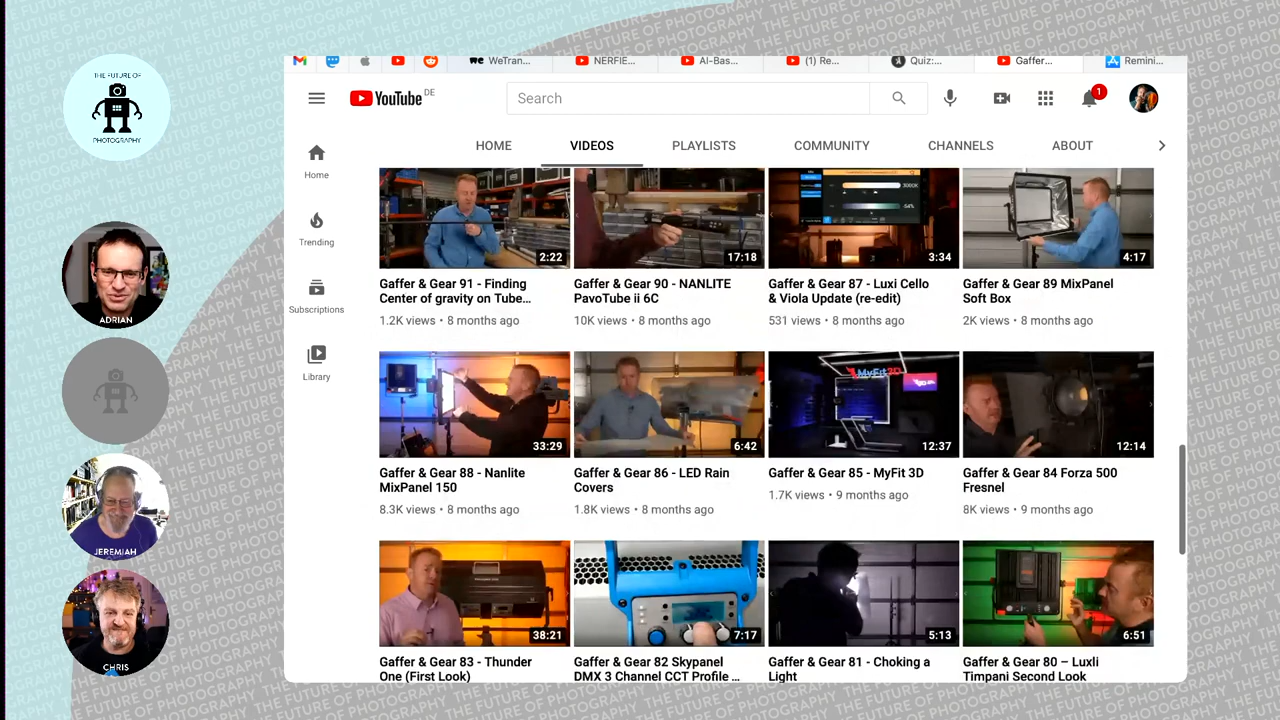 THE FUTURE OF
PHOTOGRAPHY
ADRIAN
JEREMIAH
CHRIS
WeTran...
NERFIE...
AI-Bas...
(1) Re...
Quiz:...
Gaffer...
Remini...
YouTube DE
Search
1
HOME
VIDEOS
PLAYLISTS
COMMUNITY
CHANNELS
ABOUT
Home
Trending
Subscriptions
Library
2:22
17:18
3000K
-54%
3:34
4:17
Gaffer & Gear 91 - Finding
Center of gravity on Tube...
1.2K views • 8 months ago
Gaffer & Gear 90 - NANLITE
PavoTube ii 6C
10K views • 8 months ago
Gaffer & Gear 87 - Luxi Cello
& Viola Update (re-edit)
531 views • 8 months ago
Gaffer & Gear 89 MixPanel
Soft Box
2K views • 8 months ago
33:29
6:42
MyFit3D
12:37
12:14
Gaffer & Gear 88 - Nanlite
MixPanel 150
8.3K views • 8 months ago
Gaffer & Gear 86 - LED Rain
Covers
1.8K views • 8 months ago
Gaffer & Gear 85 - MyFit 3D
1.7K views • 9 months ago
Gaffer & Gear 84 Forza 500
Fresnel
8K views • 9 months ago
38:21
7:17
5:13
6:51
Gaffer & Gear 83 - Thunder
One (First Look)
Gaffer & Gear 82 Skypanel
DMX 3 Channel CCT Profile ...
Gaffer & Gear 81 - Choking a
Light
Gaffer & Gear 80 – Luxli
Timpani Second Look